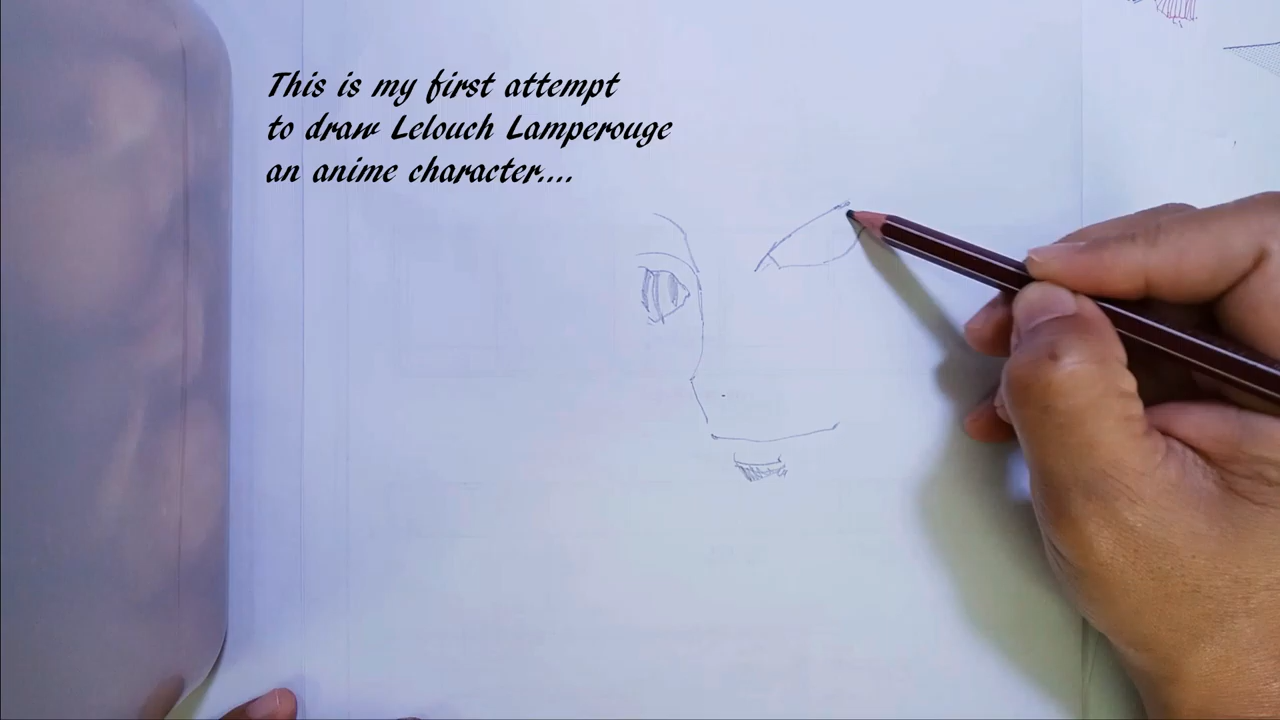 This is my first attempt
to draw Lelouch Lamperouge
an anime character....